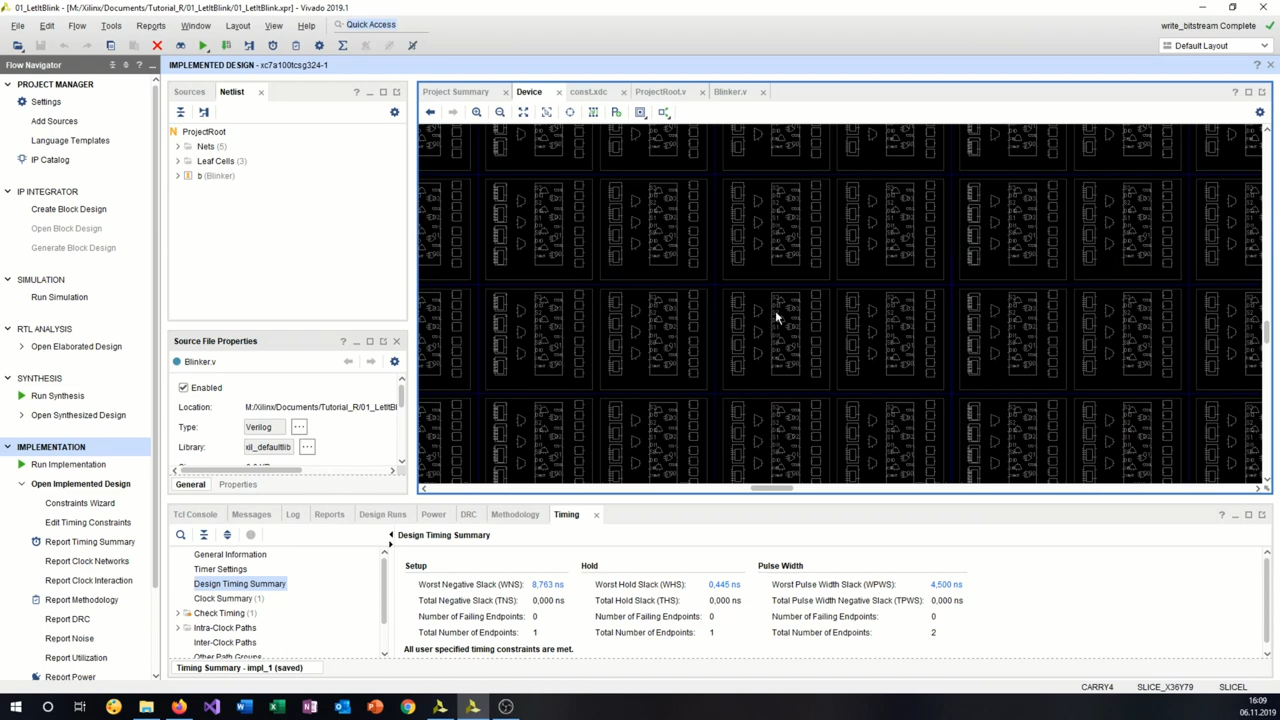 01_LetItBlink - [M:/Xilinx/Documents/Tutorial_R/01_LetItBlink/01_LetItBlink.xpr] - Vivado 2019.1
File Edit Flow Tools Reports Window Layout View Help Quick Access
write_bitstream Complete
Default Layout
Flow Navigator
IMPLEMENTED DESIGN - xc7a100tcsg324-1
PROJECT MANAGER
Settings
Add Sources
Language Templates
IP Catalog
IP INTEGRATOR
Create Block Design
Open Block Design
Generate Block Design
SIMULATION
Run Simulation
RTL ANALYSIS
Open Elaborated Design
SYNTHESIS
Run Synthesis
Open Synthesized Design
IMPLEMENTATION
Run Implementation
Open Implemented Design
Constraints Wizard
Edit Timing Constraints
Report Timing Summary
Report Clock Networks
Report Clock Interaction
Report Methodology
Report DRC
Report Noise
Report Utilization
Report Power
Sources Netlist
ProjectRoot
Nets (5)
Leaf Cells (3)
b (Blinker)
Source File Properties
Blinker.v
Enabled
Location: M:/Xilinx/Documents/Tutorial_R/01_LetItBl
Type: Verilog
Library: xil_defaultlib
General Properties
Project Summary Device const.xdc ProjectRoot.v Blinker.v
Tcl Console Messages Log Reports Design Runs Power DRC Methodology Timing
General Information
Timer Settings
Design Timing Summary
Clock Summary (1)
Check Timing (1)
Intra-Clock Paths
Inter-Clock Paths
Other Path Groups
Timing Summary - impl_1 (saved)
Design Timing Summary
Setup Hold Pulse Width
Worst Negative Slack (WNS): 8,763 ns Worst Hold Slack (WHS): 0,445 ns Worst Pulse Width Slack (WPWS): 4,500 ns
Total Negative Slack (TNS): 0,000 ns Total Hold Slack (THS): 0,000 ns Total Pulse Width Negative Slack (TPWS): 0,000 ns
Number of Failing Endpoints: 0 Number of Failing Endpoints: 0 Number of Failing Endpoints: 0
Total Number of Endpoints: 1 Total Number of Endpoints: 1 Total Number of Endpoints: 2
All user specified timing constraints are met.
CARRY4 SLICE_X36Y79 SLICEL
16:09
06.11.2019